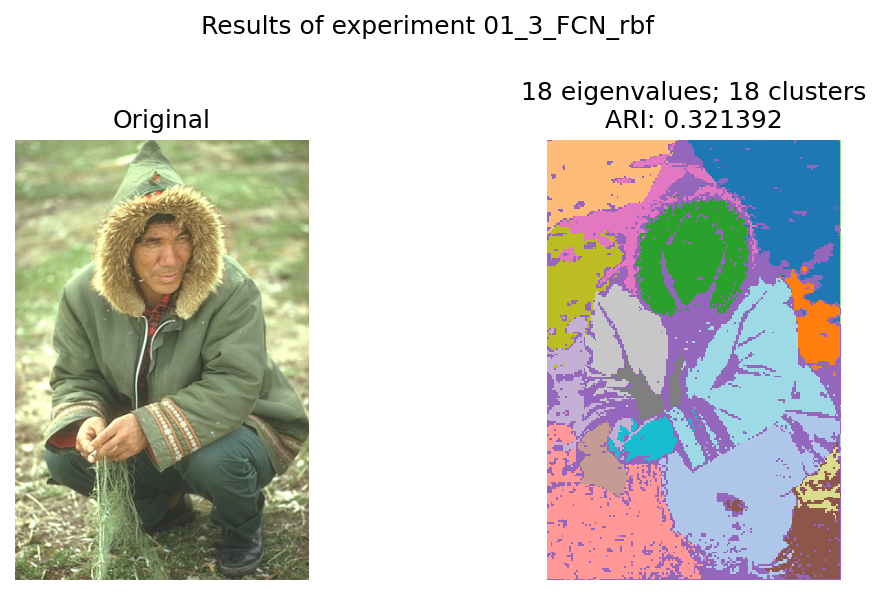 Results of experiment 01_3_FCN_rbf
Original
18 eigenvalues; 18 clusters
ARI: 0.321392